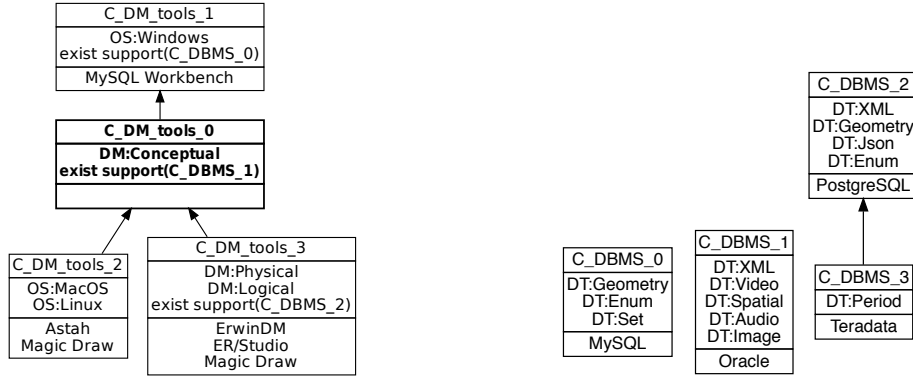 C_DM_tools_1
OS:Windows
exist support(C_DBMS_0)
MySQL Workbench
C_DM_tools_0
DM:Conceptual
exist support(C_DBMS_1)
C_DM_tools_2
OS:MacOS
OS:Linux
Astah
Magic Draw
C_DM_tools_3
DM:Physical
DM:Logical
exist support(C_DBMS_2)
ErwinDM
ER/Studio
Magic Draw
C_DBMS_0
DT:Geometry
DT:Enum
DT:Set
MySQL
C_DBMS_1
DT:XML
DT:Video
DT:Spatial
DT:Audio
DT:Image
Oracle
C_DBMS_2
DT:XML
DT:Geometry
DT:Json
DT:Enum
PostgreSQL
C_DBMS_3
DT:Period
Teradata